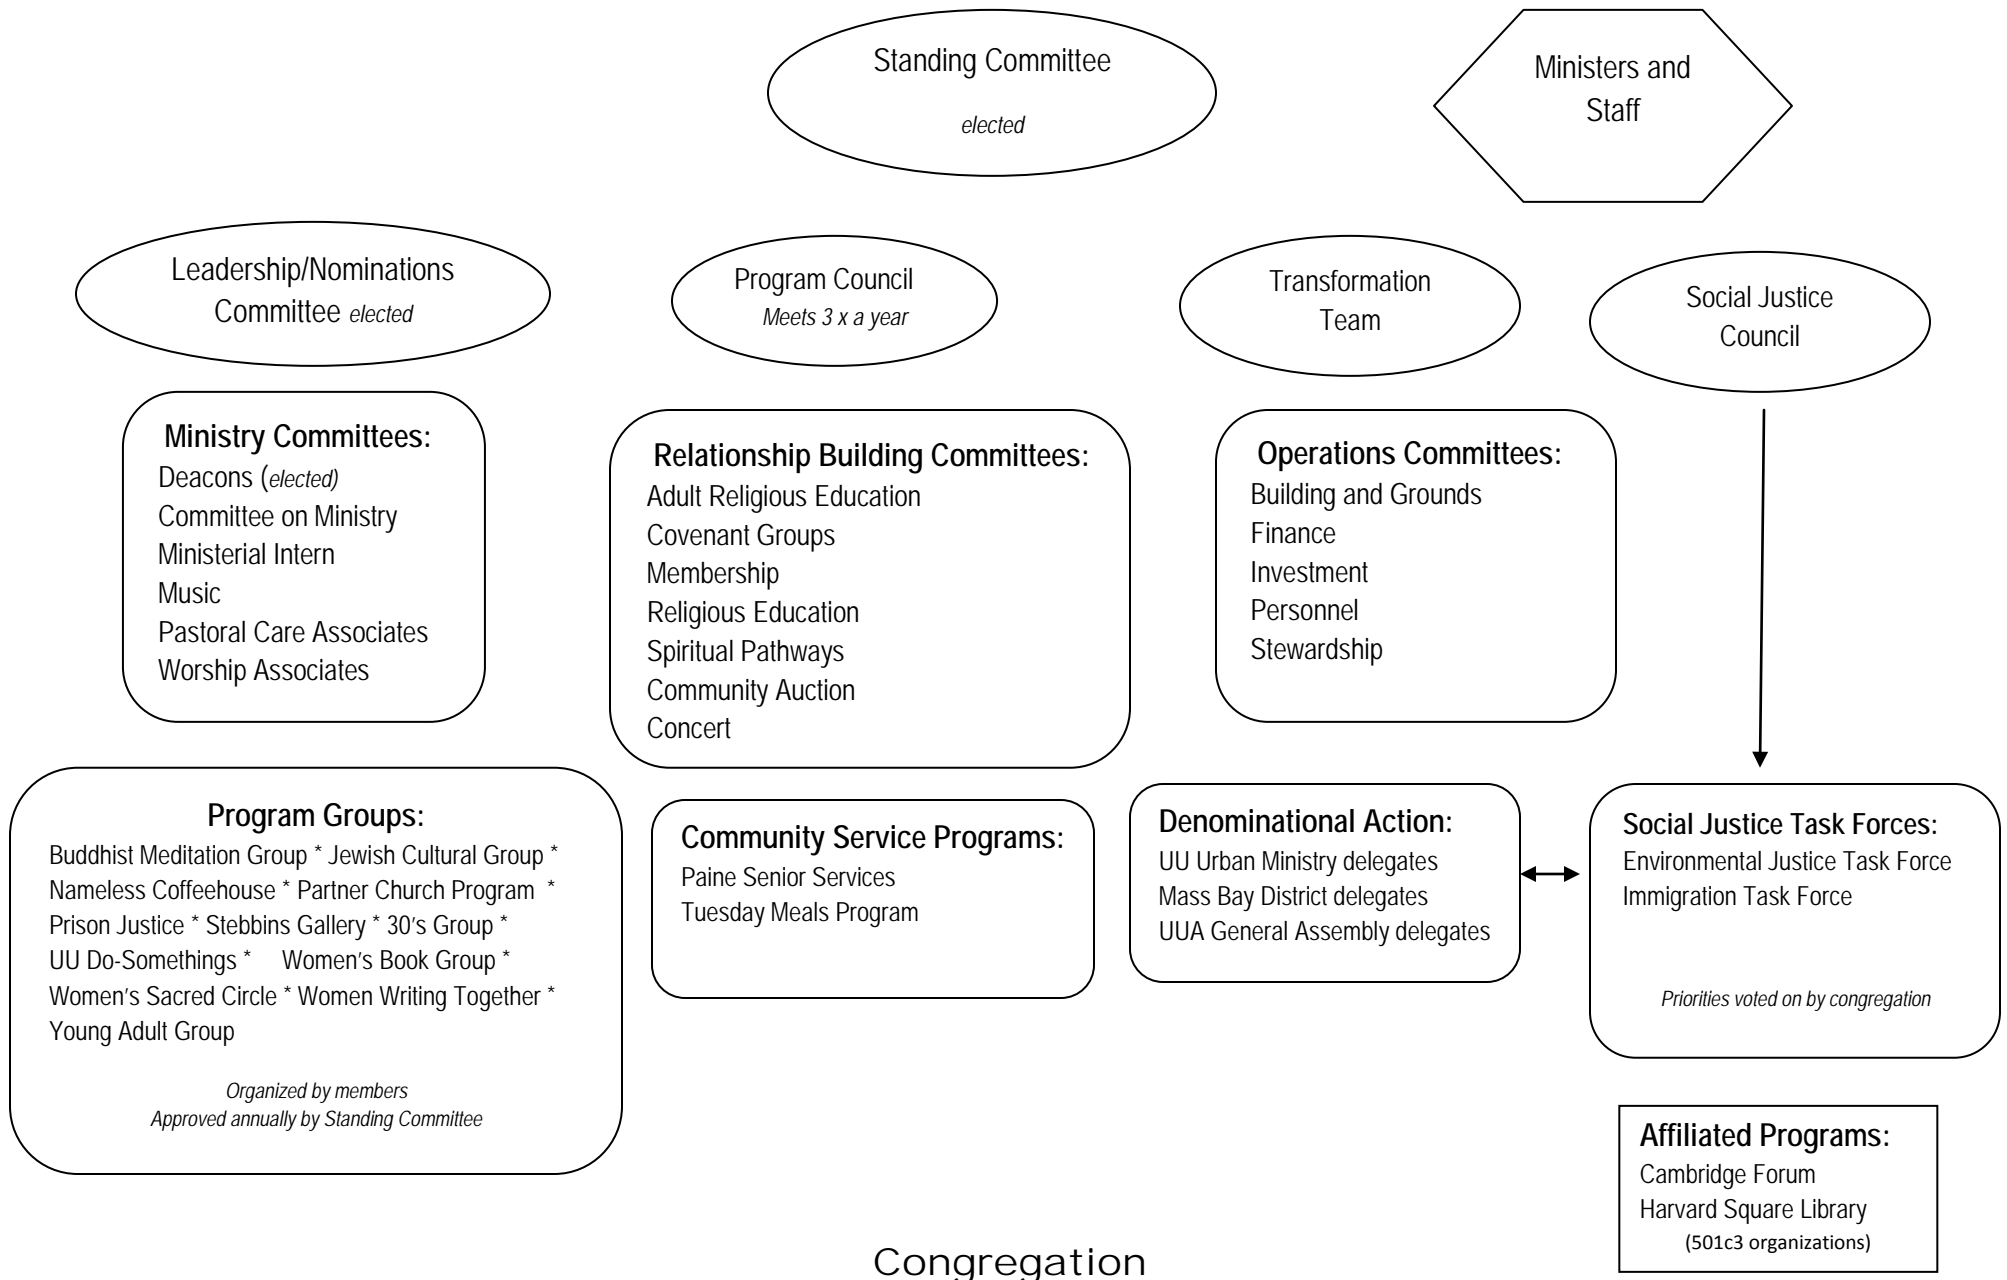 Standing Committee
elected
Ministers and
Staff
Leadership/Nominations
Committee elected
Program Council
Meets 3 x a year
Transformation
Team
Social Justice
Council
Ministry Committees:
Deacons (elected)
Committee on Ministry
Ministerial Intern
Music
Pastoral Care Associates
Worship Associates
Relationship Building Committees:
Adult Religious Education
Covenant Groups
Membership
Religious Education
Spiritual Pathways
Community Auction
Concert
Operations Committees:
Building and Grounds
Finance
Investment
Personnel
Stewardship
Program Groups:
Buddhist Meditation Group * Jewish Cultural Group *
Nameless Coffeehouse * Partner Church Program *
Prison Justice * Stebbins Gallery * 30's Group *
UU Do-Somethings * Women's Book Group *
Women's Sacred Circle * Women Writing Together *
Young Adult Group
Organized by members
Approved annually by Standing Committee
Community Service Programs:
Paine Senior Services
Tuesday Meals Program
Denominational Action:
UU Urban Ministry delegates
Mass Bay District delegates
UUA General Assembly delegates
Social Justice Task Forces:
Environmental Justice Task Force
Immigration Task Force
Priorities voted on by congregation
Affiliated Programs:
Cambridge Forum
Harvard Square Library
(501c3 organizations)
Congregation